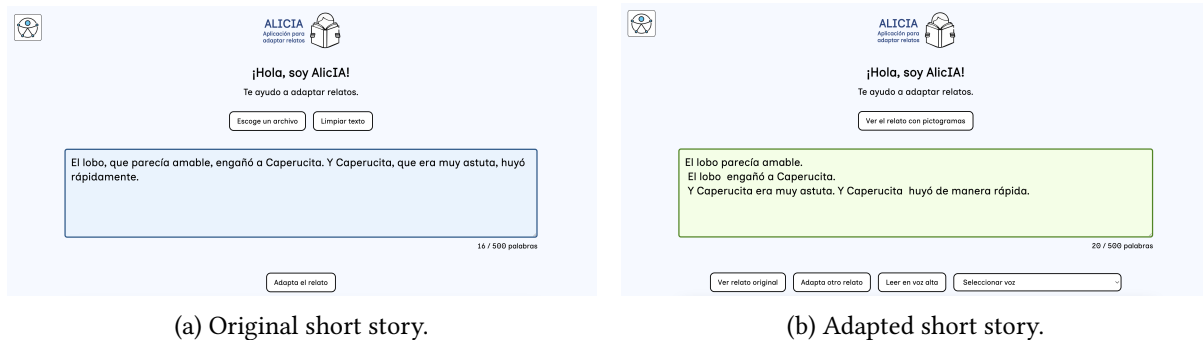 ALICIA
Aplicación para
adaptar relatos
¡Hola, soy AlicIA!
Te ayudo a adaptar relatos.
Escoge un archivo
Limpiar texto
El lobo, que parecía amable, engañó a Caperucita. Y Caperucita, que era muy astuta, huyó
rápidamente.
16 / 500 palabras
Adapta el relato
(a) Original short story.
ALICIA
Aplicación para
adaptar relatos
¡Hola, soy AlicIA!
Te ayudo a adaptar relatos.
Ver el relato con pictogramas
El lobo parecía amable.
El lobo engañó a Caperucita.
Y Caperucita era muy astuta. Y Caperucita huyó de manera rápida.
20 / 500 palabras
Ver relato original
Adapta otro relato
Leer en voz alta
Seleccionar voz
(b) Adapted short story.